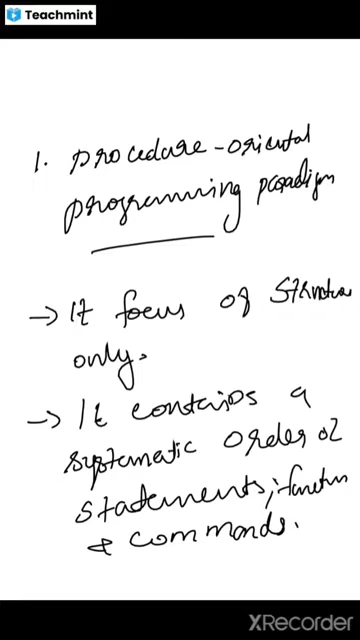 Teachmint
1. procedure-oriental
programming paradigm
→ It focus of Structure
only.
→ It contains a
systematic order of
statements, function
& commands.
XRecorder